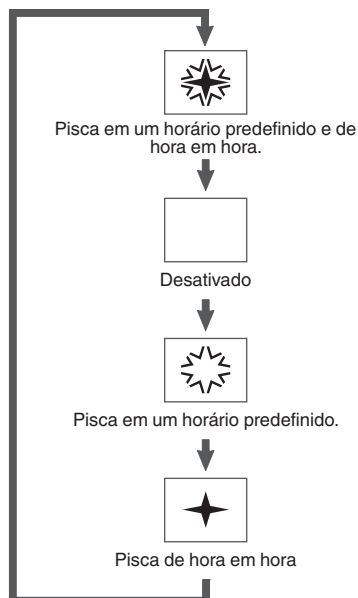 Pisca em um horário predefinido e de
hora em hora.
Desativado
Pisca em um horário predefinido.
Pisca de hora em hora